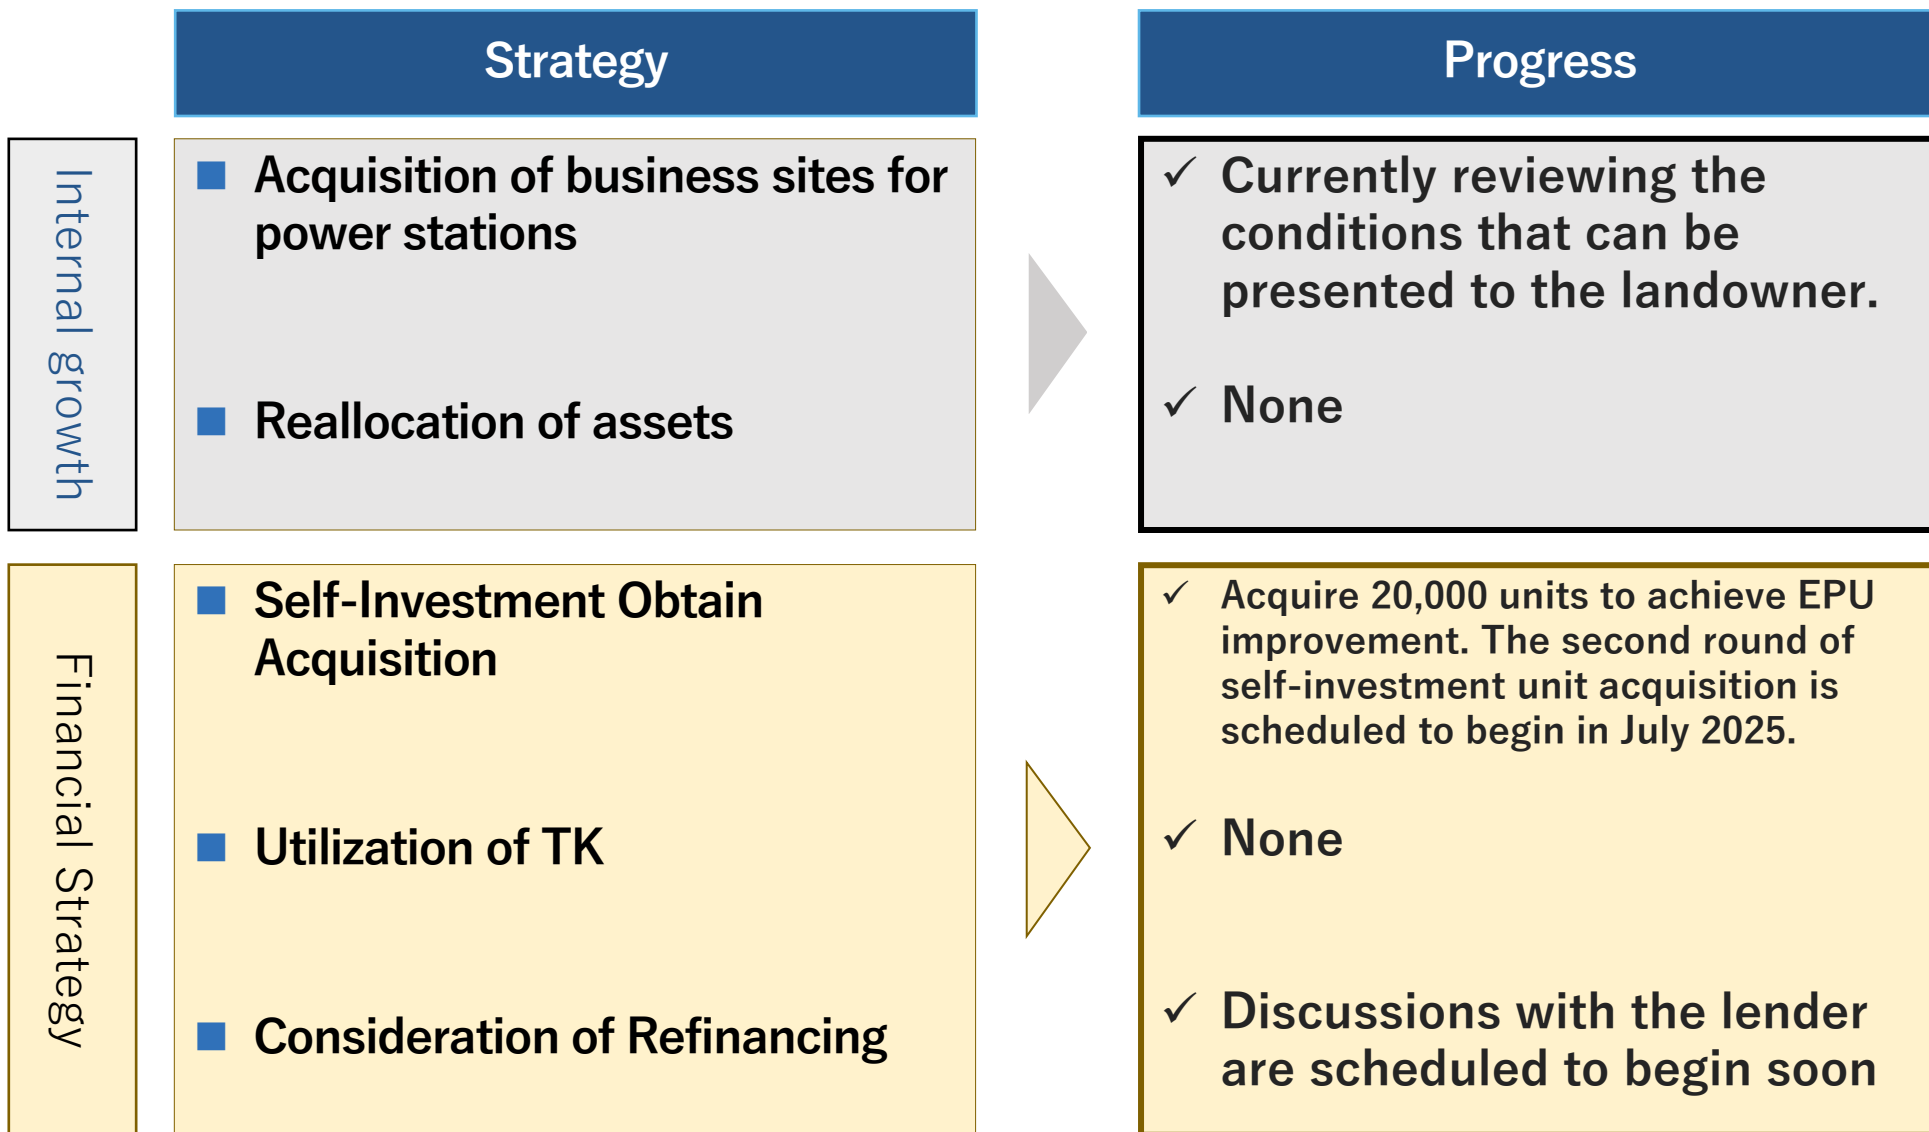 Strategy
Progress
Internal growth
■ Acquisition of business sites for
power stations
■ Reallocation of assets
✓ Currently reviewing the
conditions that can be
presented to the landowner.
✓ None
Financial Strategy
■ Self-Investment Obtain
Acquisition
■ Utilization of TK
■ Consideration of Refinancing
✓ Acquire 20,000 units to achieve EPU
improvement. The second round of
self-investment unit acquisition is
scheduled to begin in July 2025.
✓ None
✓ Discussions with the lender
are scheduled to begin soon